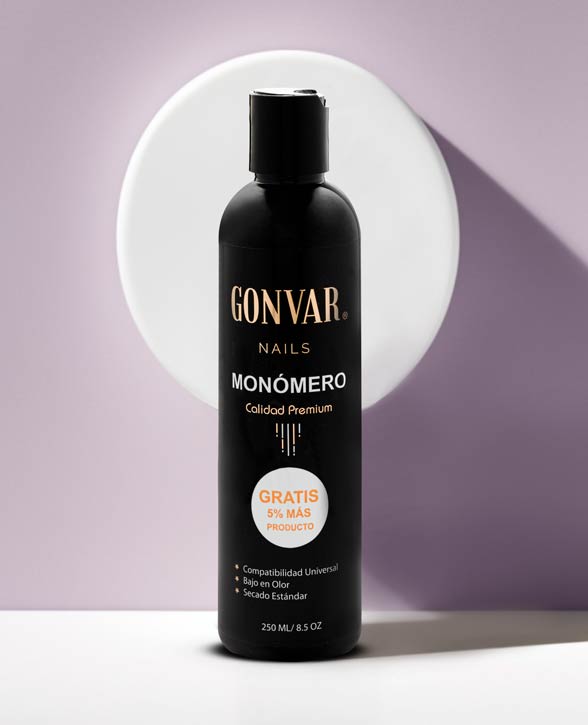 GONVAR®
NAILS
MONÓMERO
Calidad Premium
GRATIS
5% MÁS
PRODUCTO
* Compatibilidad Universal
* Bajo en Olor
* Secado Estándar
250 ML/ 8.5 OZ